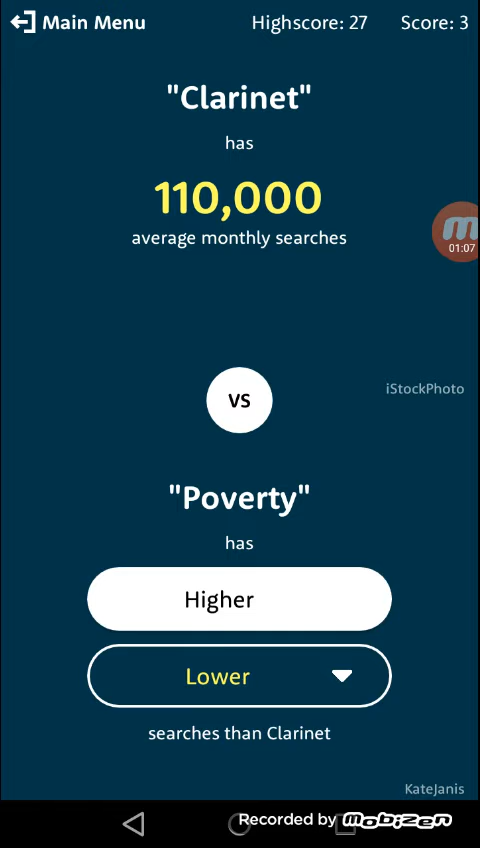 Main Menu
Highscore: 27
Score: 3
"Clarinet"
has
110,000
average monthly searches
01:07
iStockPhoto
VS
"Poverty"
has
Higher
Lower
searches than Clarinet
KateJanis
Recorded by Mobizen